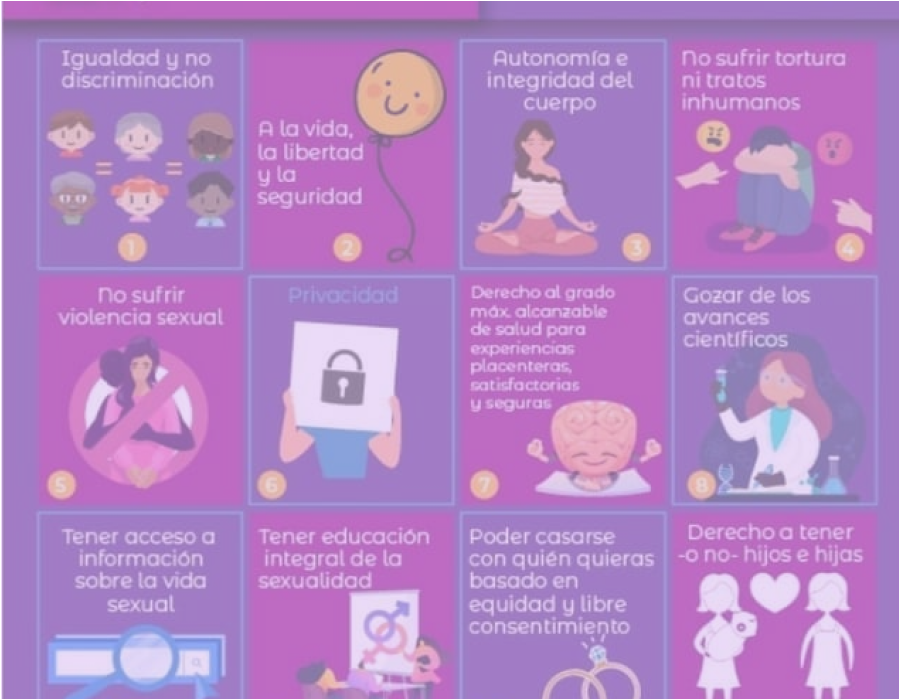 Igualdad y no
discriminación
1
A la vida,
la libertad
y la
seguridad
2
Autonomía e
integridad del
cuerpo
3
No sufrir tortura
ni tratos
inhumanos
4
No sufrir
violencia sexual
5
Privacidad
6
Derecho al grado
máx. alcanzable
de salud para
experiencias
placenteras,
satisfactorias
y seguras
7
Gozar de los
avances
científicos
8
Tener acceso a
información
sobre la vida
sexual
Tener educación
integral de la
sexualidad
Poder casarse
con quién quieras
basado en
equidad y libre
consentimiento
Derecho a tener
-o no- hijos e hijas